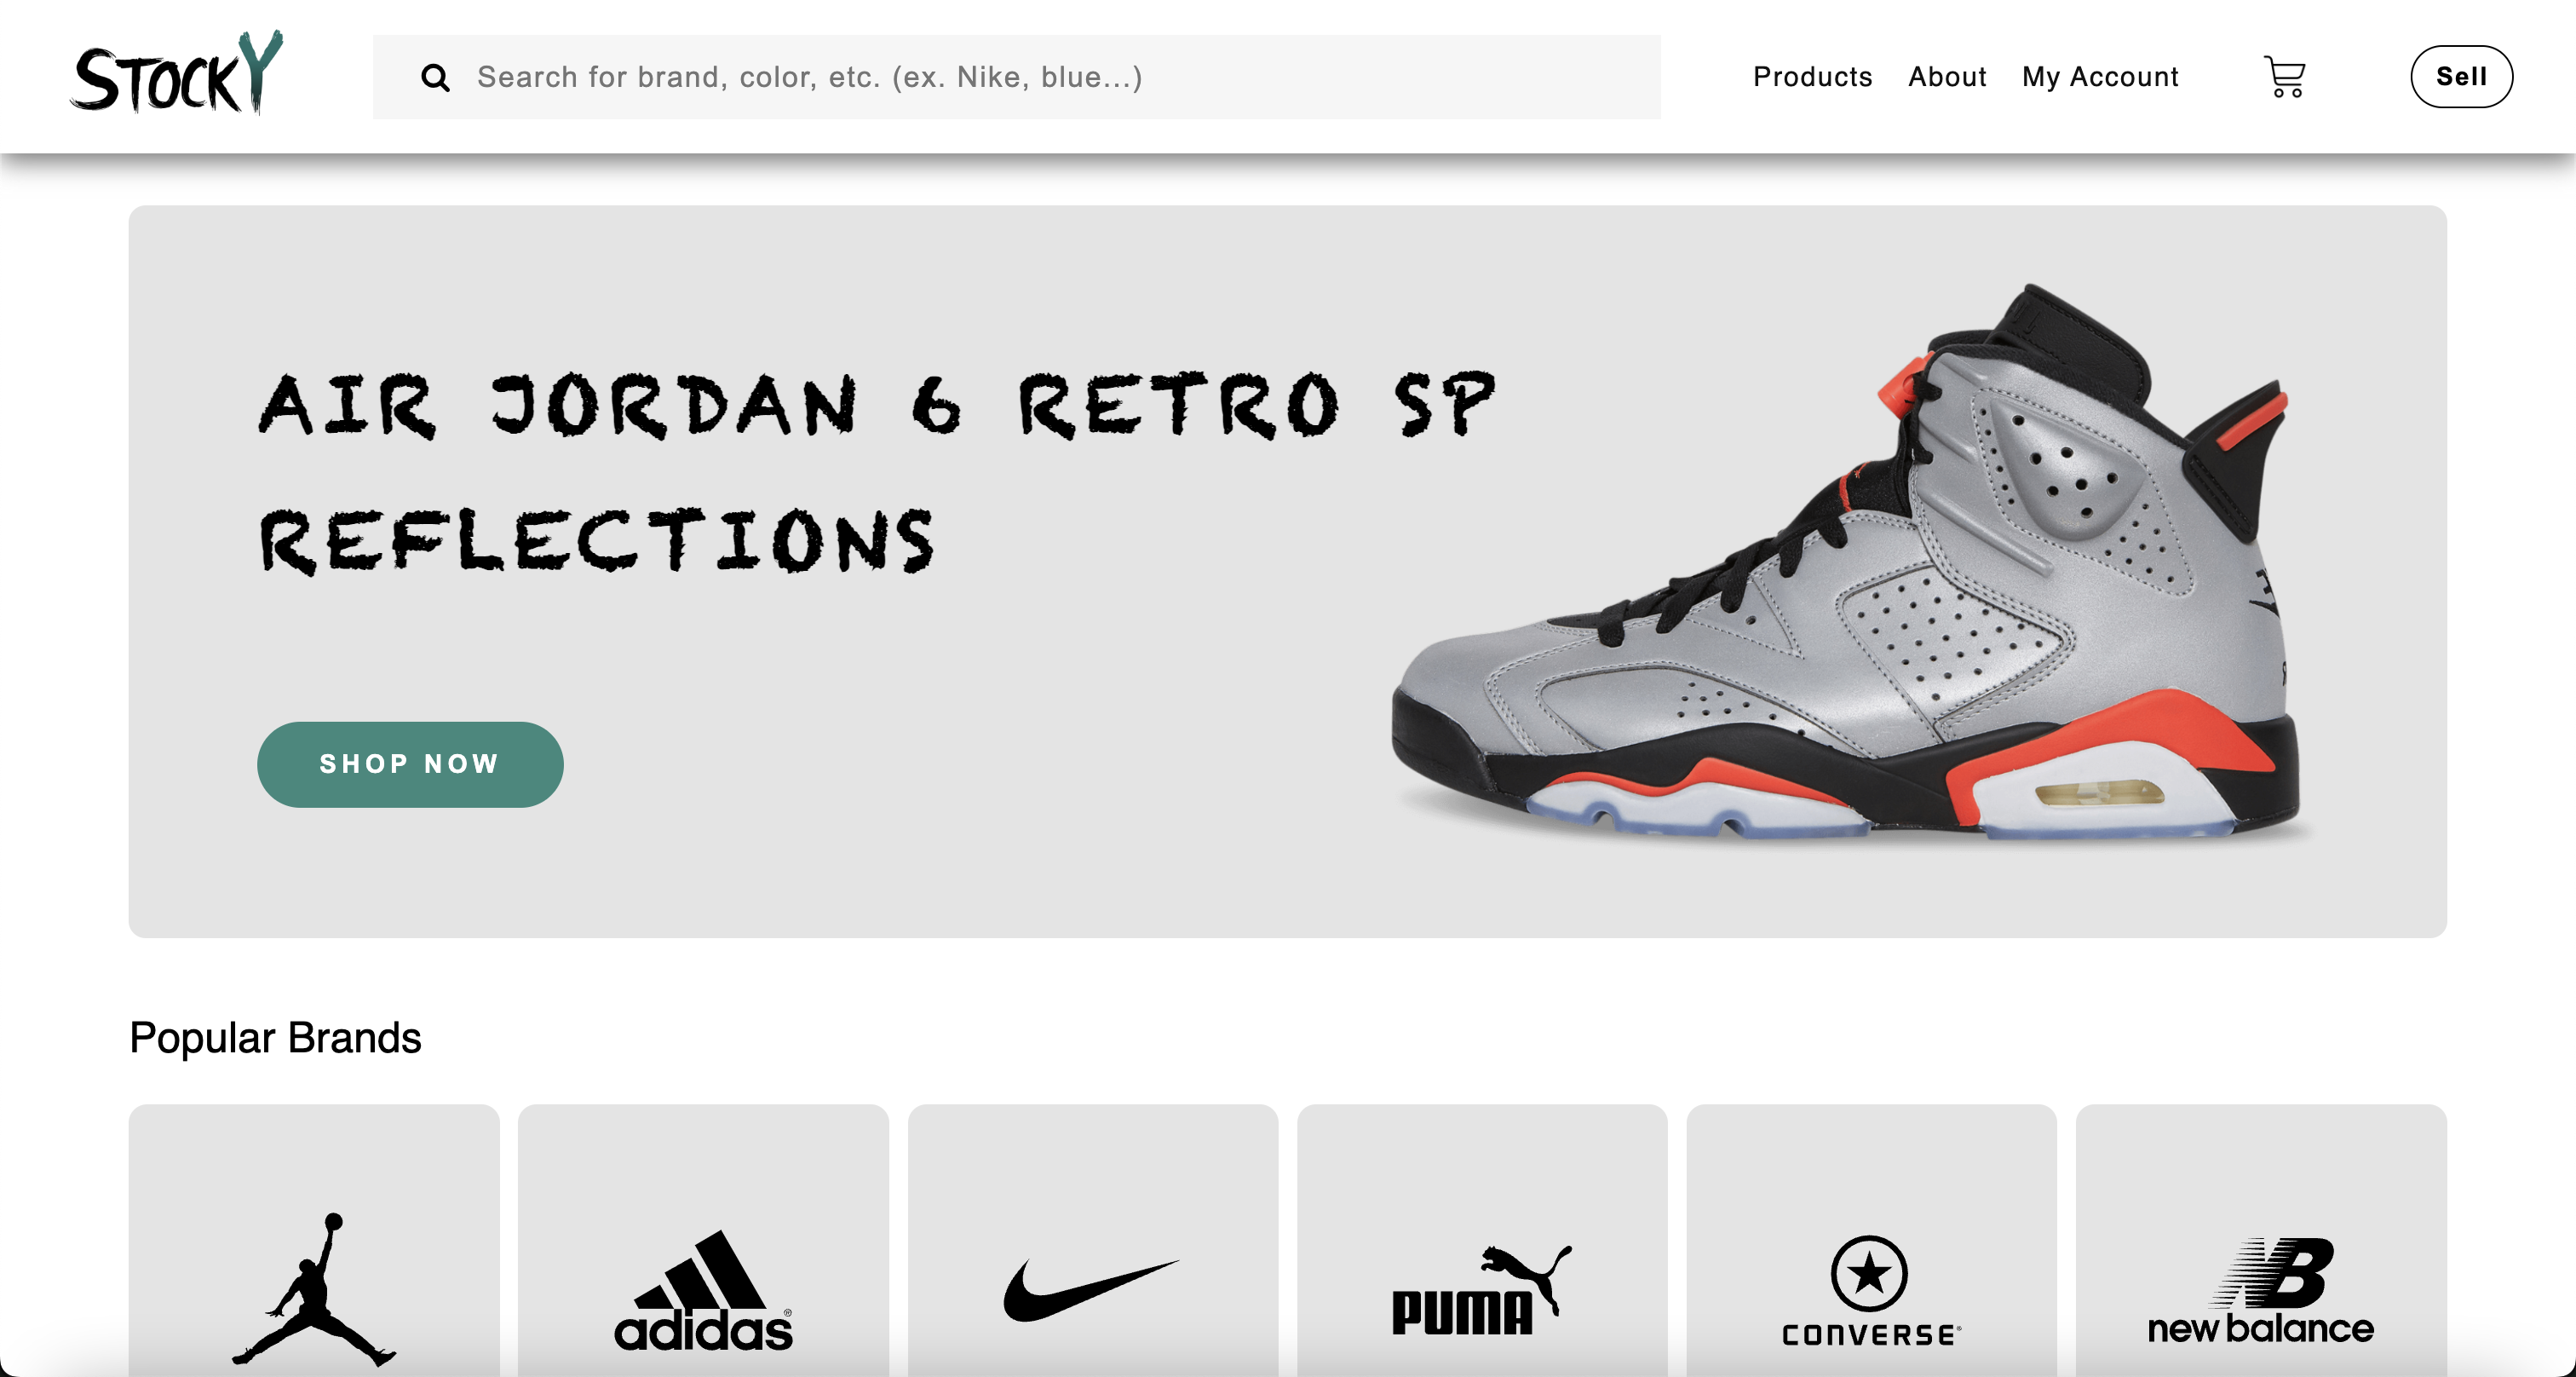 STOCKY
Search for brand, color, etc. (ex. Nike, blue...)
Products About My Account
Sell
AIR JORDAN 6 RETRO SP
REFLECTIONS
SHOP NOW
Popular Brands
adidas®
PUMA
CONVERSE®
NB
new balance